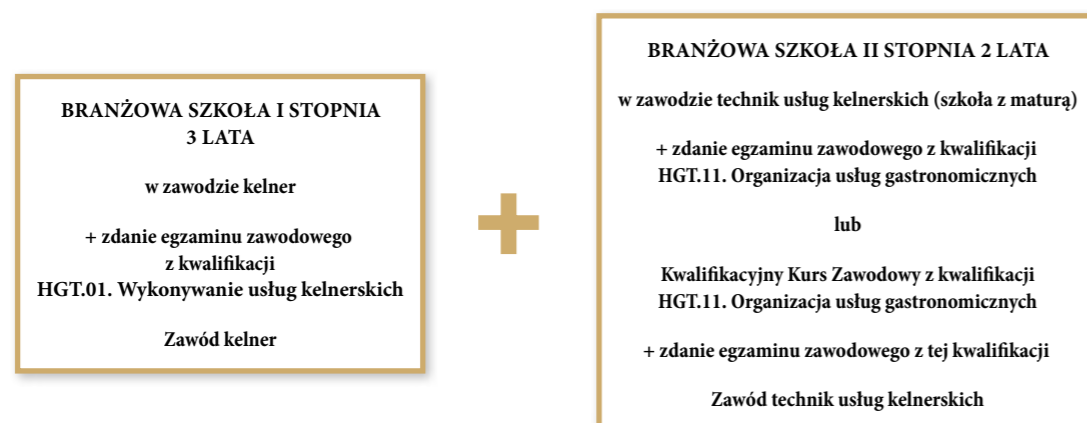 BRANŻOWA SZKOŁA I STOPNIA
3 LATA
w zawodzie kelner
+ zdanie egzaminu zawodowego
z kwalifikacji
HGT.01. Wykonywanie usług kelnerskich
Zawód kelner
+
BRANŻOWA SZKOŁA II STOPNIA 2 LATA
w zawodzie technik usług kelnerskich (szkoła z maturą)
+ zdanie egzaminu zawodowego z kwalifikacji
HGT.11. Organizacja usług gastronomicznych
lub
Kwalifikacyjny Kurs Zawodowy z kwalifikacji
HGT.11. Organizacja usług gastronomicznych
+ zdanie egzaminu zawodowego z tej kwalifikacji
Zawód technik usług kelnerskich